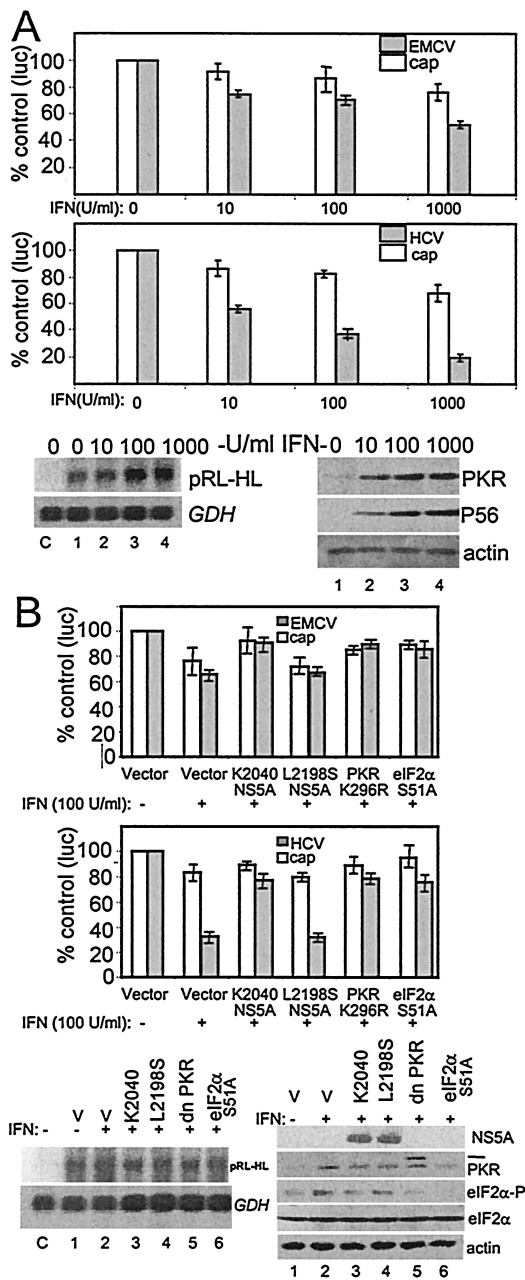 A
% control (luc)
100
80
60
40
20
EMCV
cap
IFN(U/ml): 0 10 100 1000
% control (luc)
100
80
60
40
20
HCV
cap
IFN(U/ml): 0 10 100 1000
0 0 10 100 1000 -U/ml IFN- 0 10 100 1000
pRL-HL
GDH
C 1 2 3 4
PKR
P56
actin
1 2 3 4
B
% control (luc)
100
80
60
40
20
0
EMCV
cap
Vector Vector K2040 L2198S PKR eIF2α
NS5A NS5A K296R S51A
IFN (100 U/ml): - + + + + +
% control (luc)
100
80
60
40
20
0
HCV
cap
Vector Vector K2040 L2198S PKR eIF2α
NS5A NS5A K296R S51A
IFN (100 U/ml): - + + + + +
V V K2040 L2198S dn PKR eIF2α S51A
IFN: - - + + + + +
pRL-HL
GDH
C 1 2 3 4 5 6
V V K2040 L2198S dn PKR eIF2α S51A
IFN: - + + + + +
NS5A
PKR
eIF2α-P
eIF2α
actin
1 2 3 4 5 6